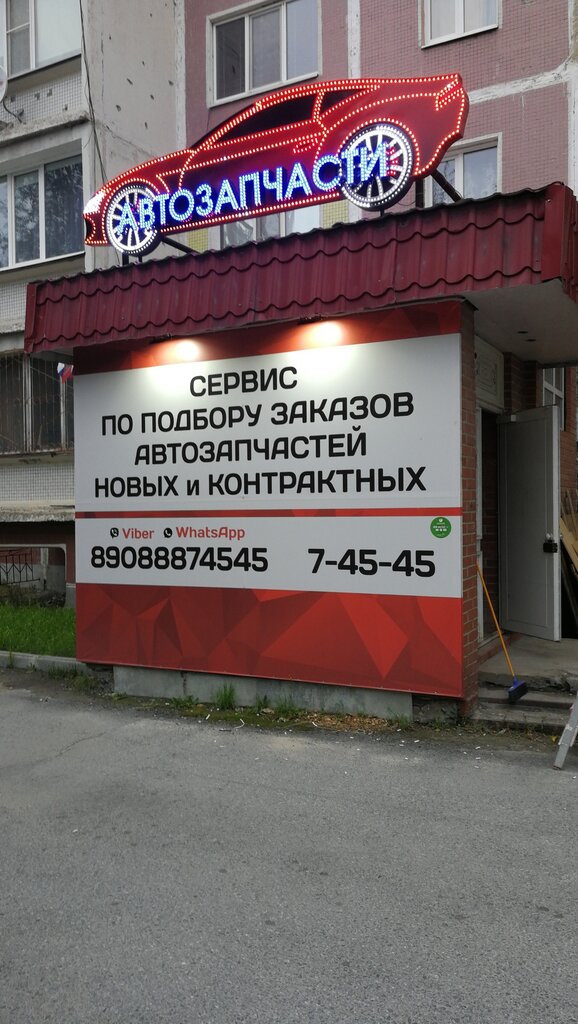 АВТОЗАПЧАСТИ
СЕРВИС
ПО ПОДБОРУ ЗАКАЗОВ
АВТОЗАПЧАСТЕЙ
НОВЫХ и КОНТРАКТНЫХ
Viber WhatsApp
89088874545 7-45-45